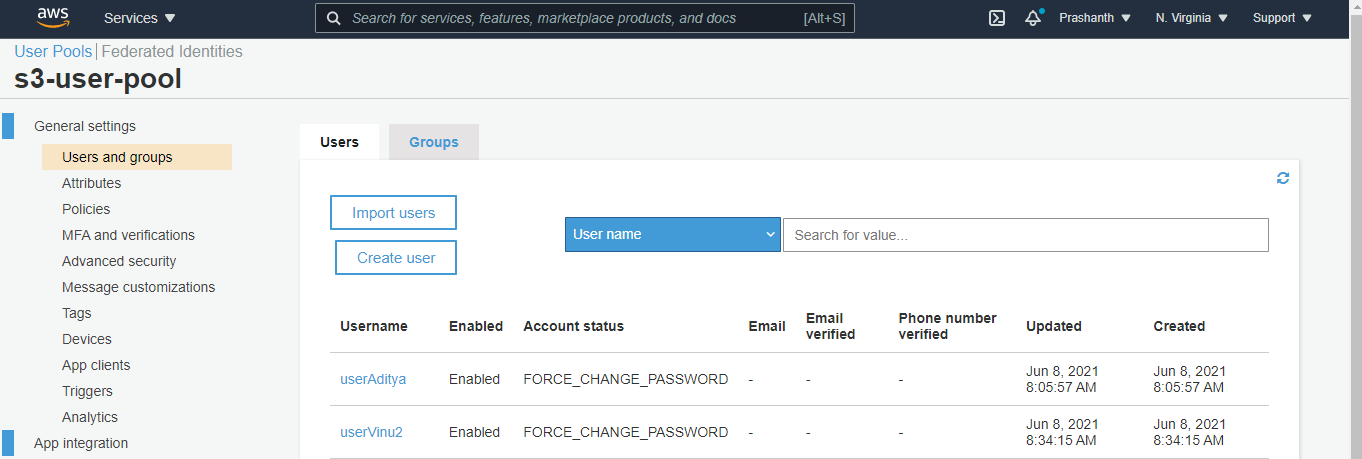 aws Services Search for services, features, marketplace products, and docs [Alt+S] Prashanth N. Virginia Support
User Pools | Federated Identities
s3-user-pool
General settings
Users and groups
Attributes
Policies
MFA and verifications
Advanced security
Message customizations
Tags
Devices
App clients
Triggers
Analytics
App integration
Users Groups
Import users
Create user
User name Search for value...
Username Enabled Account status Email Email verified Phone number verified Updated Created
userAditya Enabled FORCE_CHANGE_PASSWORD - - - Jun 8, 2021 8:05:57 AM Jun 8, 2021 8:05:57 AM
userVinu2 Enabled FORCE_CHANGE_PASSWORD - - - Jun 8, 2021 8:34:15 AM Jun 8, 2021 8:34:15 AM